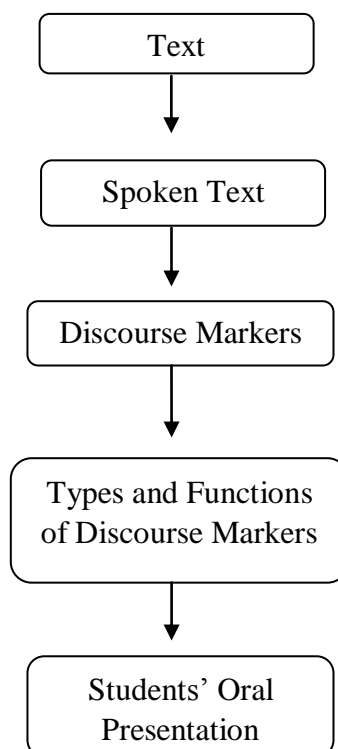 Text
Spoken Text
Discourse Markers
Types and Functions
of Discourse Markers
Students’ Oral
Presentation